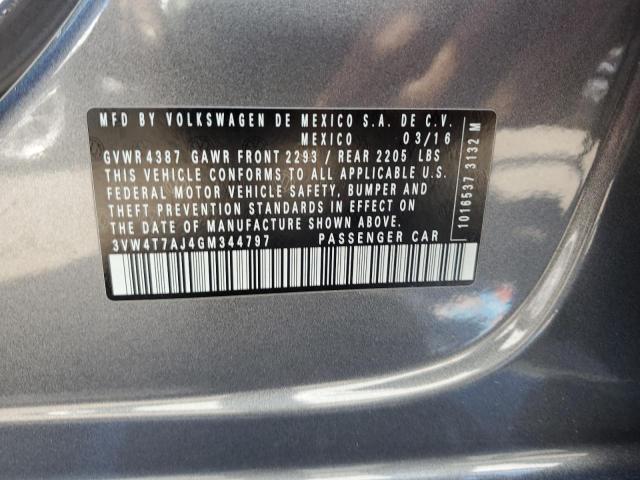 MFD BY VOLKSWAGEN DE MEXICO S.A. DE C.V.
MEXICO 03/16
GVWR 4387 GAWR FRONT 2293 / REAR 2205 LBS
THIS VEHICLE CONFORMS TO ALL APPLICABLE U.S.
FEDERAL MOTOR VEHICLE SAFETY, BUMPER AND
THEFT PREVENTION STANDARDS IN EFFECT ON
THE DATE OF MANUFACTURE SHOWN ABOVE.
3VW4T7AJ4GM344797 PASSENGER CAR
1016537 3132 M